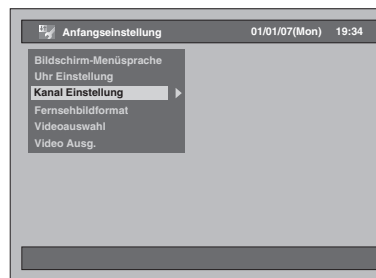 Anfangseinstellung 01/01/07(Mon) 19:34
Bildschirm-Menüsprache
Uhr Einstellung
Kanal Einstellung
Fernsehbildformat
Videoauswahl
Video Ausg.